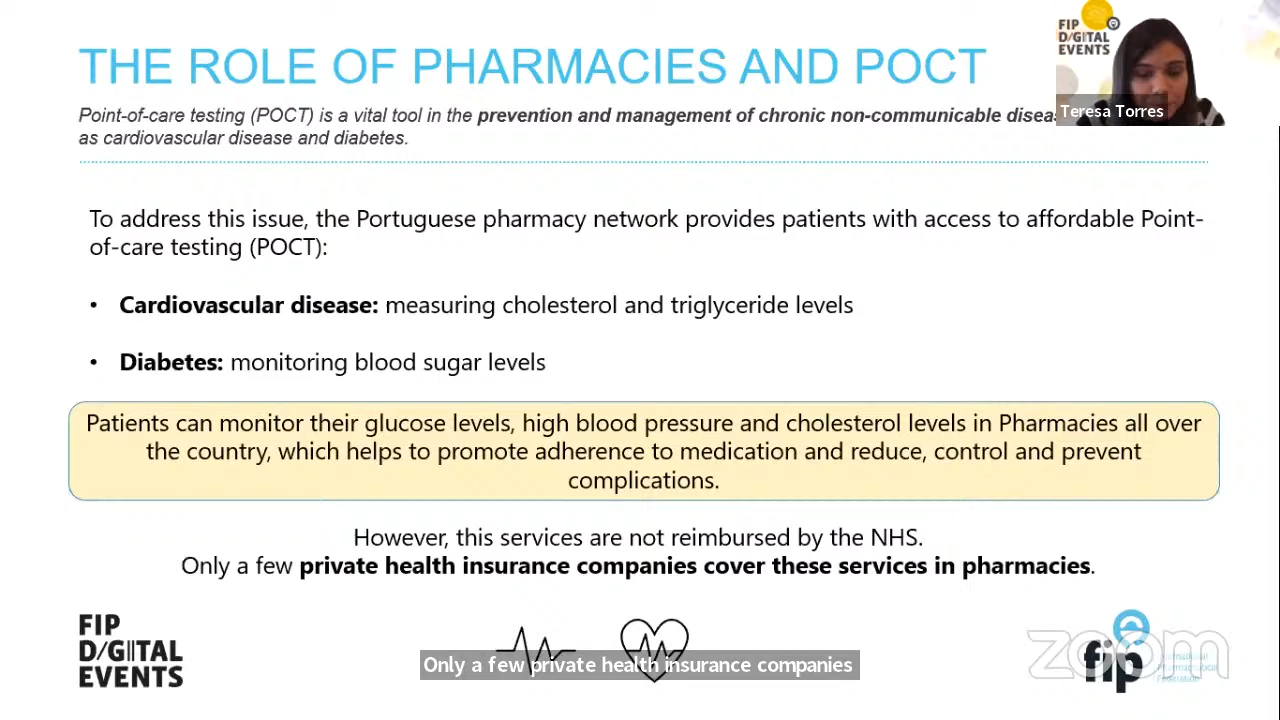 THE ROLE OF PHARMACIES AND POCT
FIP
DIGITAL
EVENTS
Teresa Torres
Point-of-care testing (POCT) is a vital tool in the prevention and management of chronic non-communicable
as cardiovascular disease and diabetes.
To address this issue, the Portuguese pharmacy network provides patients with access to affordable Point-
of-care testing (POCT):
• Cardiovascular disease: measuring cholesterol and triglyceride levels
• Diabetes: monitoring blood sugar levels
Patients can monitor their glucose levels, high blood pressure and cholesterol levels in Pharmacies all over
the country, which helps to promote adherence to medication and reduce, control and prevent
complications.
However, this services are not reimbursed by the NHS.
Only a few private health insurance companies cover these services in pharmacies.
FIP
DIGITAL
EVENTS
Only a few private health insurance companies
zoom
fip
International
Pharmaceutical
Federation